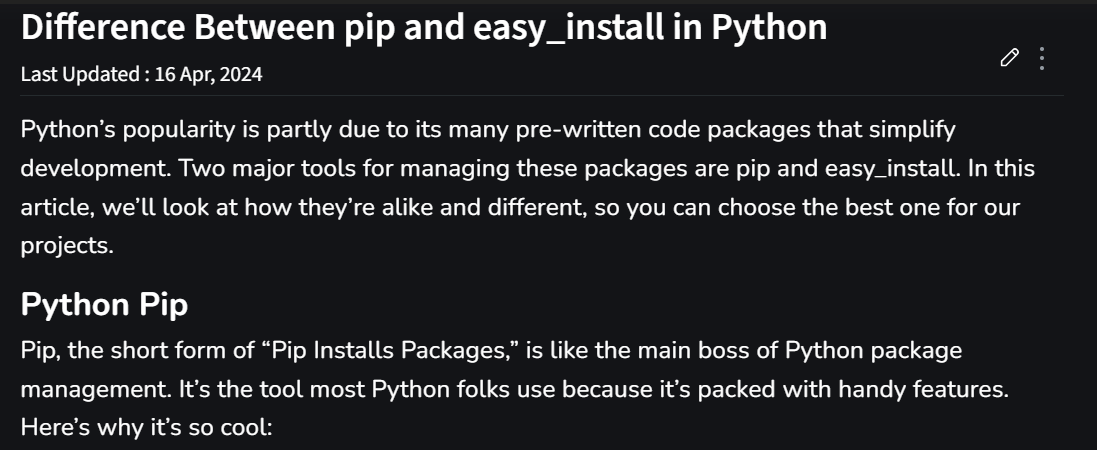 Difference Between pip and easy_install in Python
Last Updated : 16 Apr, 2024
Python’s popularity is partly due to its many pre-written code packages that simplify
development. Two major tools for managing these packages are pip and easy_install. In this
article, we’ll look at how they’re alike and different, so you can choose the best one for our
projects.
Python Pip
Pip, the short form of “Pip Installs Packages,” is like the main boss of Python package
management. It’s the tool most Python folks use because it’s packed with handy features.
Here’s why it’s so cool: